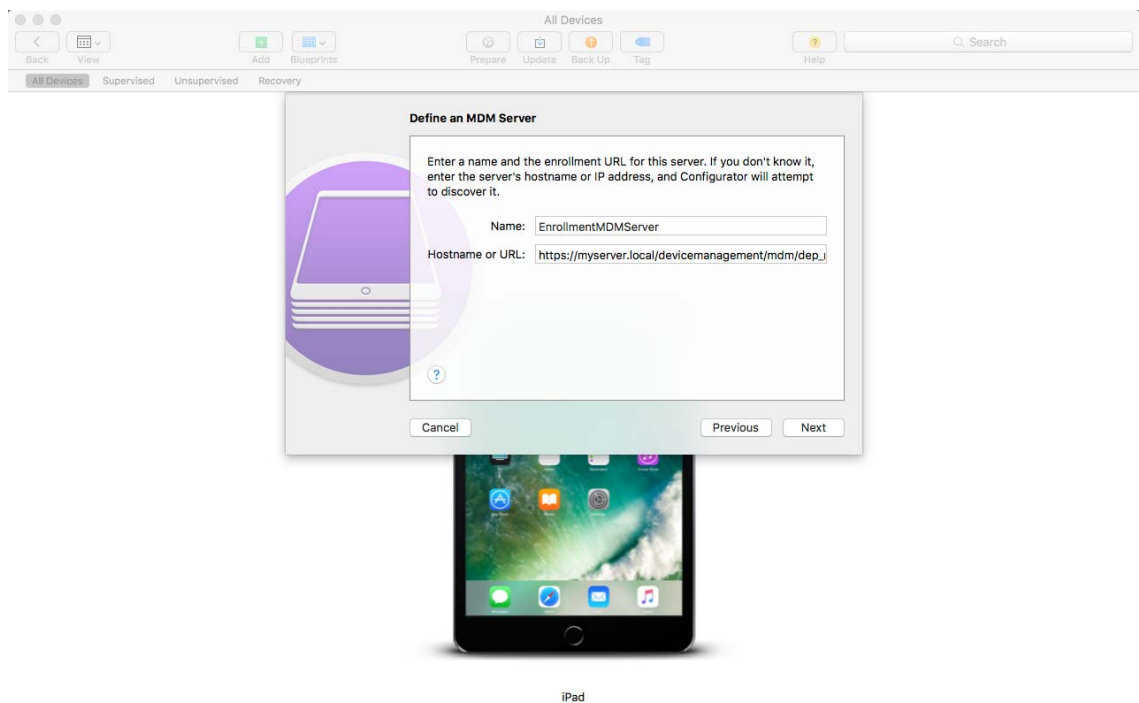 All Devices
Back View Add Blueprints Prepare Update Back Up Tag Help Search
All Devices Supervised Unsupervised Recovery
Define an MDM Server
Enter a name and the enrollment URL for this server. If you don't know it,
enter the server's hostname or IP address, and Configurator will attempt
to discover it.
Name: EnrollmentMDMServer
Hostname or URL: https://myserver.local/devicemanagement/mdm/dep_
?
Cancel Previous Next
iPad